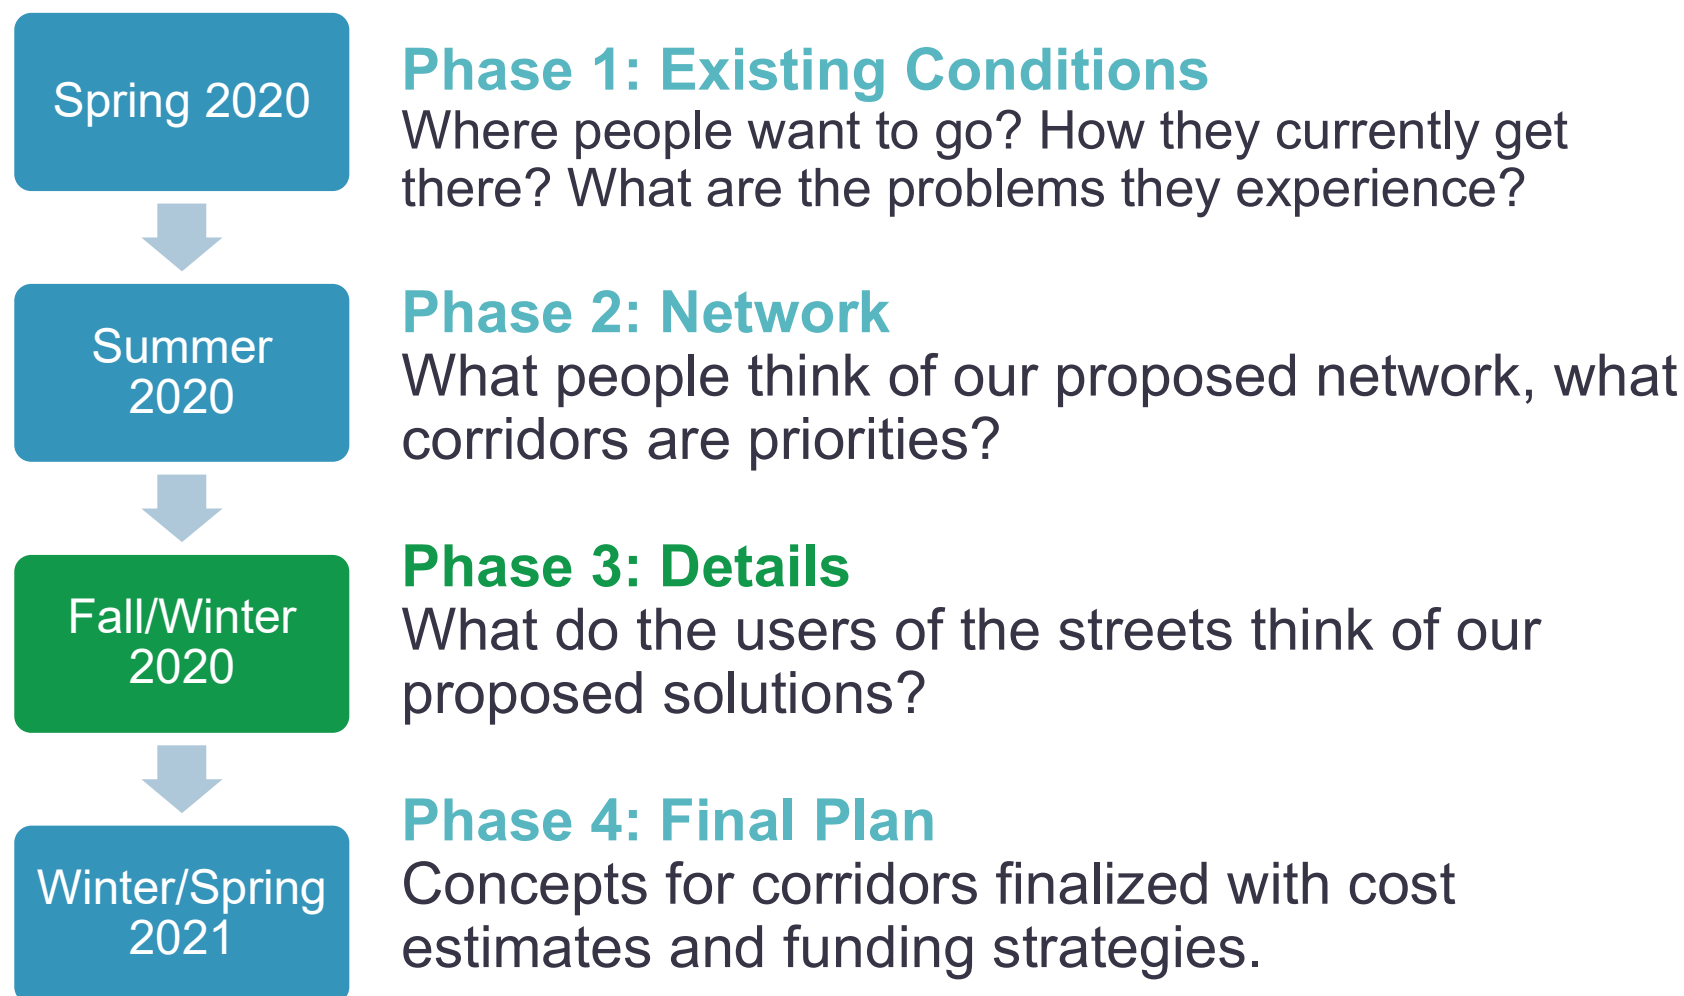 Spring 2020
Phase 1: Existing Conditions
Where people want to go? How they currently get
there? What are the problems they experience?
Summer
2020
Phase 2: Network
What people think of our proposed network, what
corridors are priorities?
Fall/Winter
2020
Phase 3: Details
What do the users of the streets think of our
proposed solutions?
Winter/Spring
2021
Phase 4: Final Plan
Concepts for corridors finalized with cost
estimates and funding strategies.